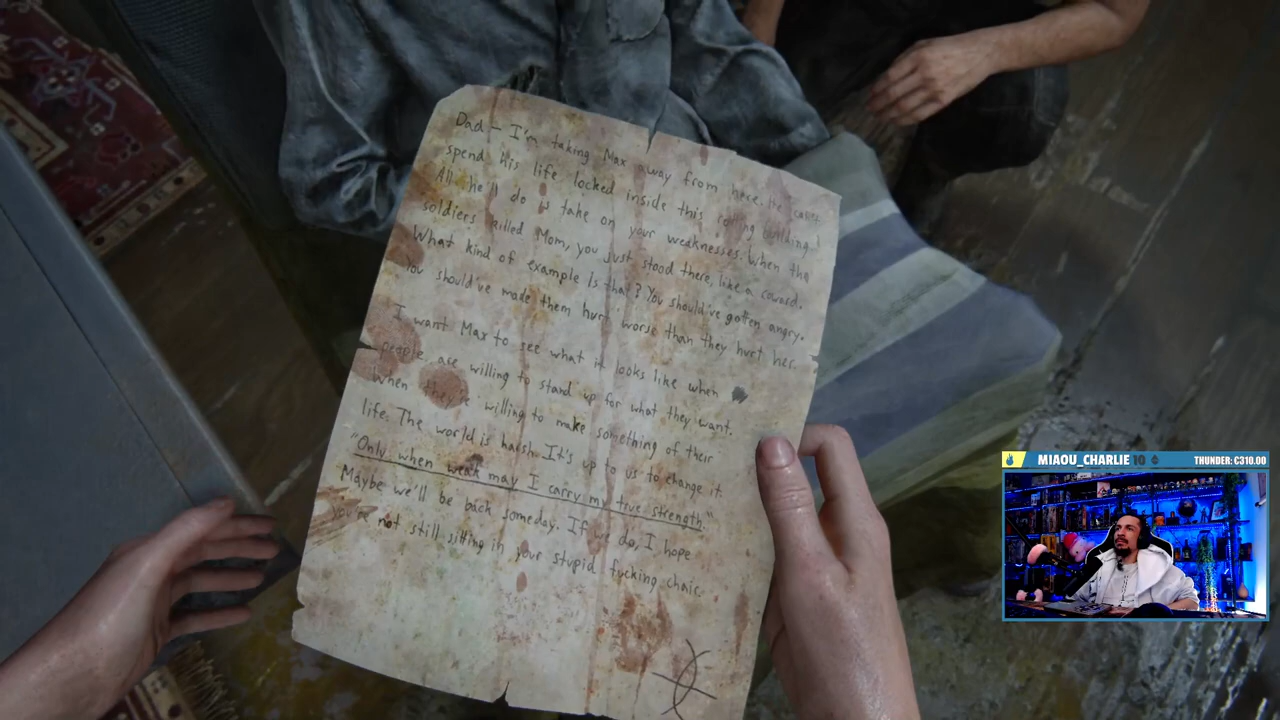 Dad – I'm taking Max away from here. He can't
spend his life locked inside this rotting building!
All he'll do is take on your weaknesses. When the
soldiers killed Mom, you just stood there, like a coward.
What kind of example is that? You should've gotten angry.
You should've made them hurt worse than they hurt her.
I want Max to see what it looks like when
people are willing to stand up for what they want.
When they're willing to make something of their
life. The world is harsh. It's up to us to change it.
"Only when weak may I carry my true strength."
Maybe we'll be back someday. If we do, I hope
you're not still sitting in your stupid fucking chair.
MIAOU_CHARLIE 10
THUNDER: €310.00